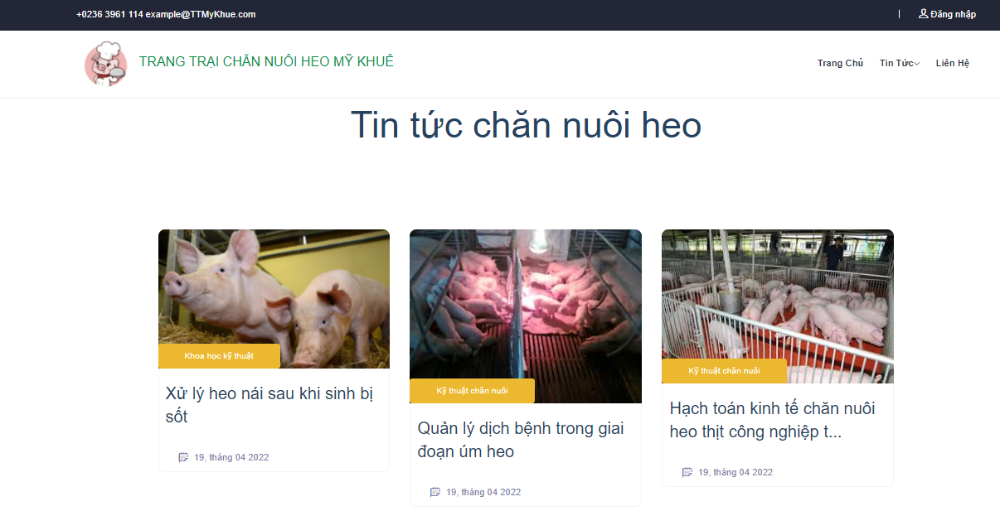 +0236 3961 114 example@TTMyKhue.com
| Đăng nhập
TRANG TRẠI CHĂN NUÔI HEO MỸ KHUÊ
Trang Chủ Tin Tức Liên Hệ
Tin tức chăn nuôi heo
Khoa học kỹ thuật
Xử lý heo nái sau khi sinh bị
sốt
19, tháng 04 2022
Kỹ thuật chăn nuôi
Quản lý dịch bệnh trong giai
đoạn úm heo
19, tháng 04 2022
Kỹ thuật chăn nuôi
Hạch toán kinh tế chăn nuôi
heo thịt công nghiệp t...
19, tháng 04 2022